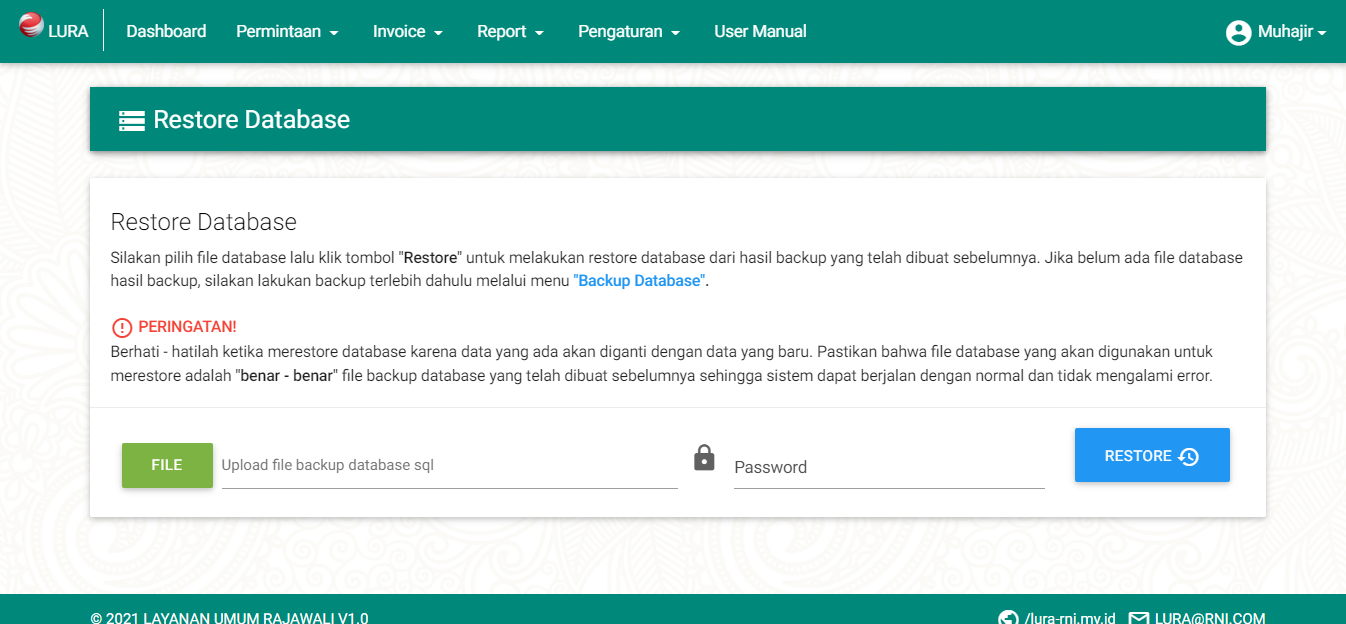 LURA Dashboard Permintaan Invoice Report Pengaturan User Manual Muhajir
Restore Database
Restore Database
Silakan pilih file database lalu klik tombol "Restore" untuk melakukan restore database dari hasil backup yang telah dibuat sebelumnya. Jika belum ada file database
hasil backup, silakan lakukan backup terlebih dahulu melalui menu "Backup Database".
PERINGATAN!
Berhati - hatilah ketika merestore database karena data yang ada akan diganti dengan data yang baru. Pastikan bahwa file database yang akan digunakan untuk
merestore adalah "benar - benar" file backup database yang telah dibuat sebelumnya sehingga sistem dapat berjalan dengan normal dan tidak mengalami error.
FILE Upload file backup database sql Password RESTORE
© 2021 LAYANAN UMUM RAJAWALI V1.0 /lura-rni.my.id LURA@RNI.COM